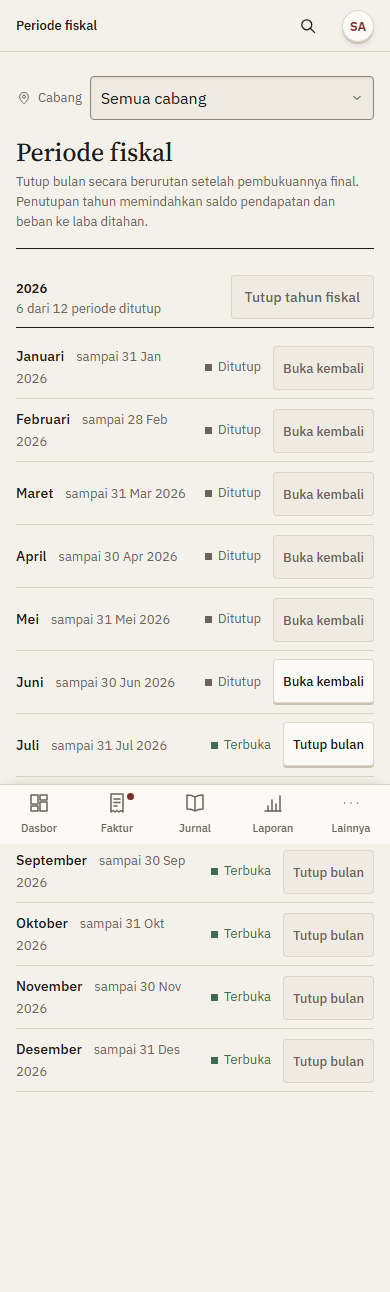 Periode fiskal
SA
Cabang
Semua cabang
Periode fiskal
Tutup bulan secara berurutan setelah pembukuannya final.
Penutupan tahun memindahkan saldo pendapatan dan
beban ke laba ditahan.
2026
6 dari 12 periode ditutup
Tutup tahun fiskal
Januari sampai 31 Jan
2026
Ditutup
Buka kembali
Februari sampai 28 Feb
2026
Ditutup
Buka kembali
Maret sampai 31 Mar 2026
Ditutup
Buka kembali
April sampai 30 Apr 2026
Ditutup
Buka kembali
Mei sampai 31 Mei 2026
Ditutup
Buka kembali
Juni sampai 30 Jun 2026
Ditutup
Buka kembali
Juli sampai 31 Jul 2026
Terbuka
Tutup bulan
Dasbor
Faktur
Jurnal
Laporan
Lainnya
September sampai 30 Sep
2026
Terbuka
Tutup bulan
Oktober sampai 31 Okt
2026
Terbuka
Tutup bulan
November sampai 30 Nov
2026
Terbuka
Tutup bulan
Desember sampai 31 Des
2026
Terbuka
Tutup bulan